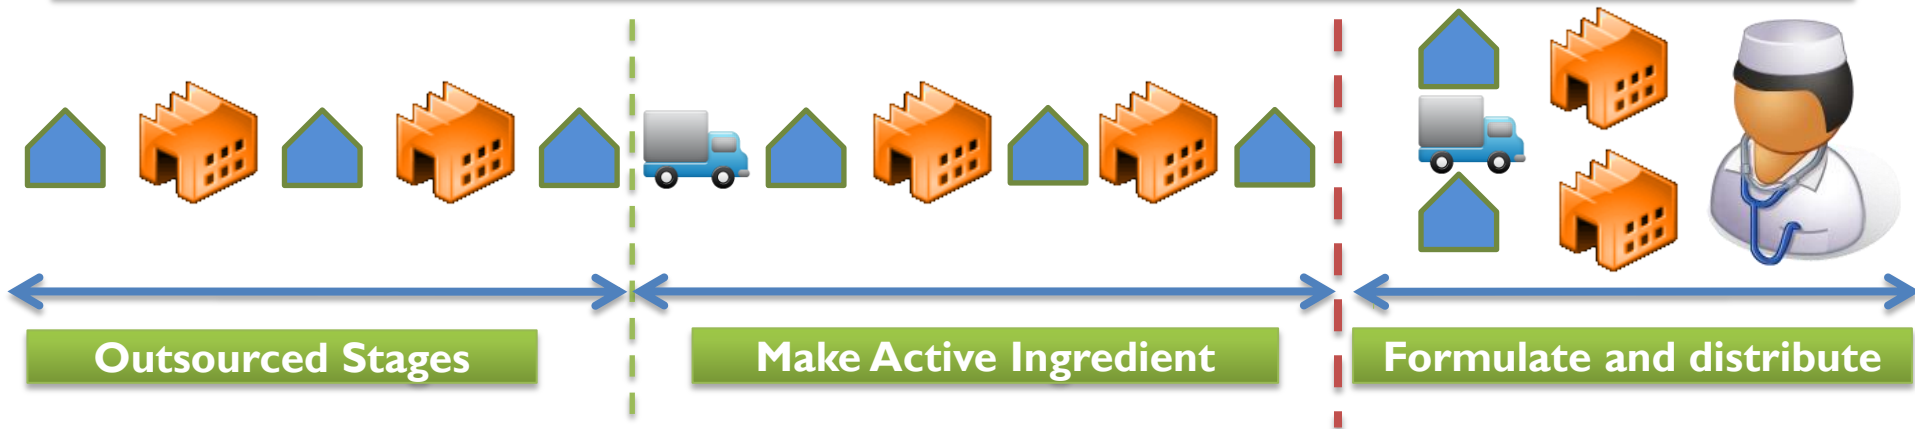 Outsourced Stages
Make Active Ingredient
Formulate and distribute